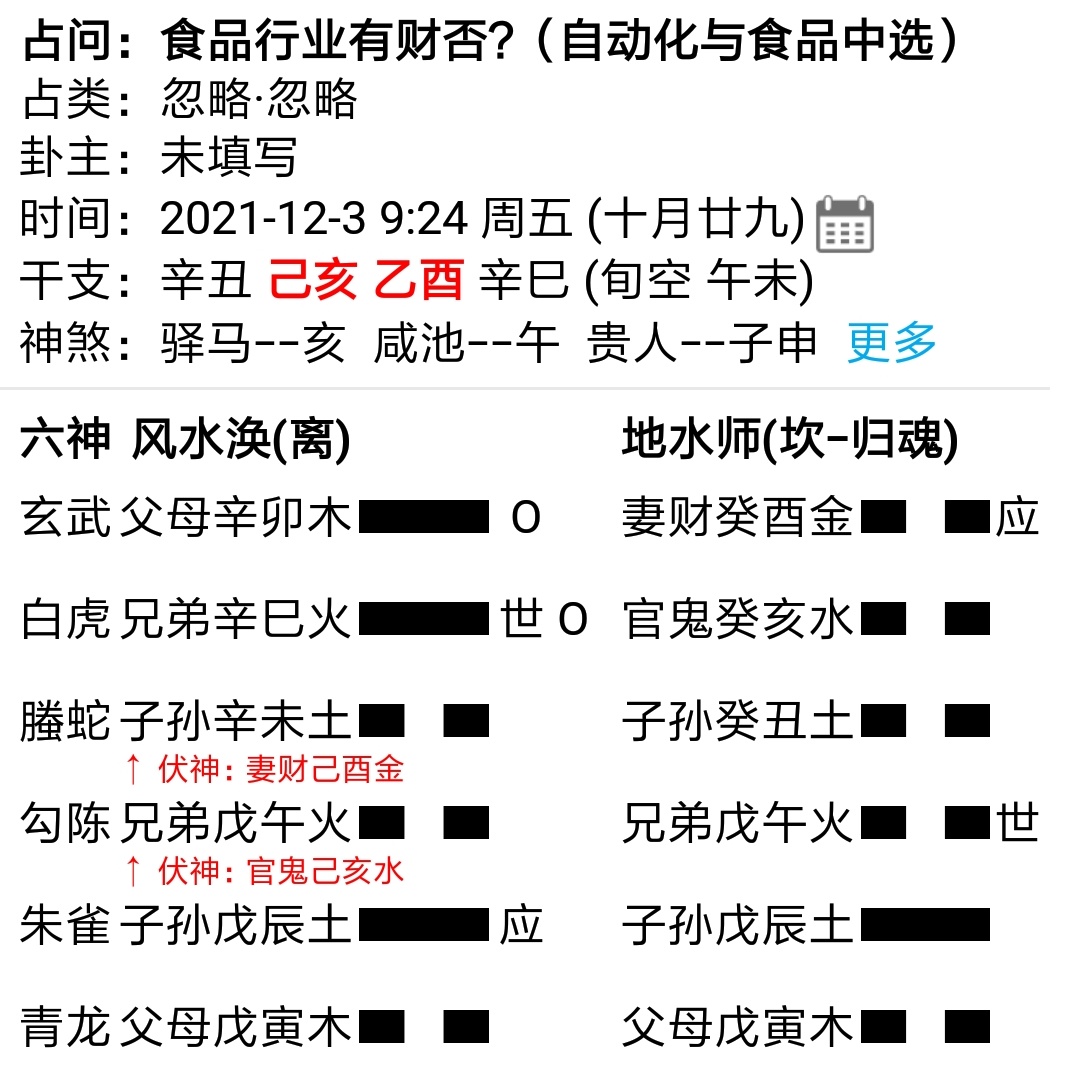 占问：食品行业有财否?（自动化与食品中选）
占类：忽略·忽略
卦主：未填写
时间：2021-12-3 9:24 周五 (十月廿九)
干支：辛丑 己亥 乙酉 辛巳 (旬空 午未)
神煞：驿马--亥 咸池--午 贵人--子申 更多
六神 风水涣(离) 地水师(坎-归魂)
玄武 父母辛卯木 O 妻财癸酉金 应
白虎 兄弟辛巳火 世 O 官鬼癸亥水
螣蛇 子孙辛未土 子孙癸丑土
↑ 伏神：妻财己酉金
勾陈 兄弟戊午火 兄弟戊午火 世
↑ 伏神：官鬼己亥水
朱雀 子孙戊辰土 应 子孙戊辰土
青龙 父母戊寅木 父母戊寅木